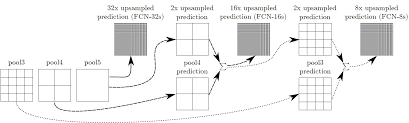 32x upsampled
prediction (FCN-32s)
2x upsampled
prediction
16x upsampled
prediction (FCN-16s)
2x upsampled
prediction
8x upsampled
prediction (FCN-8s)
pool3
pool4
pool5
pool4
prediction
pool3
prediction